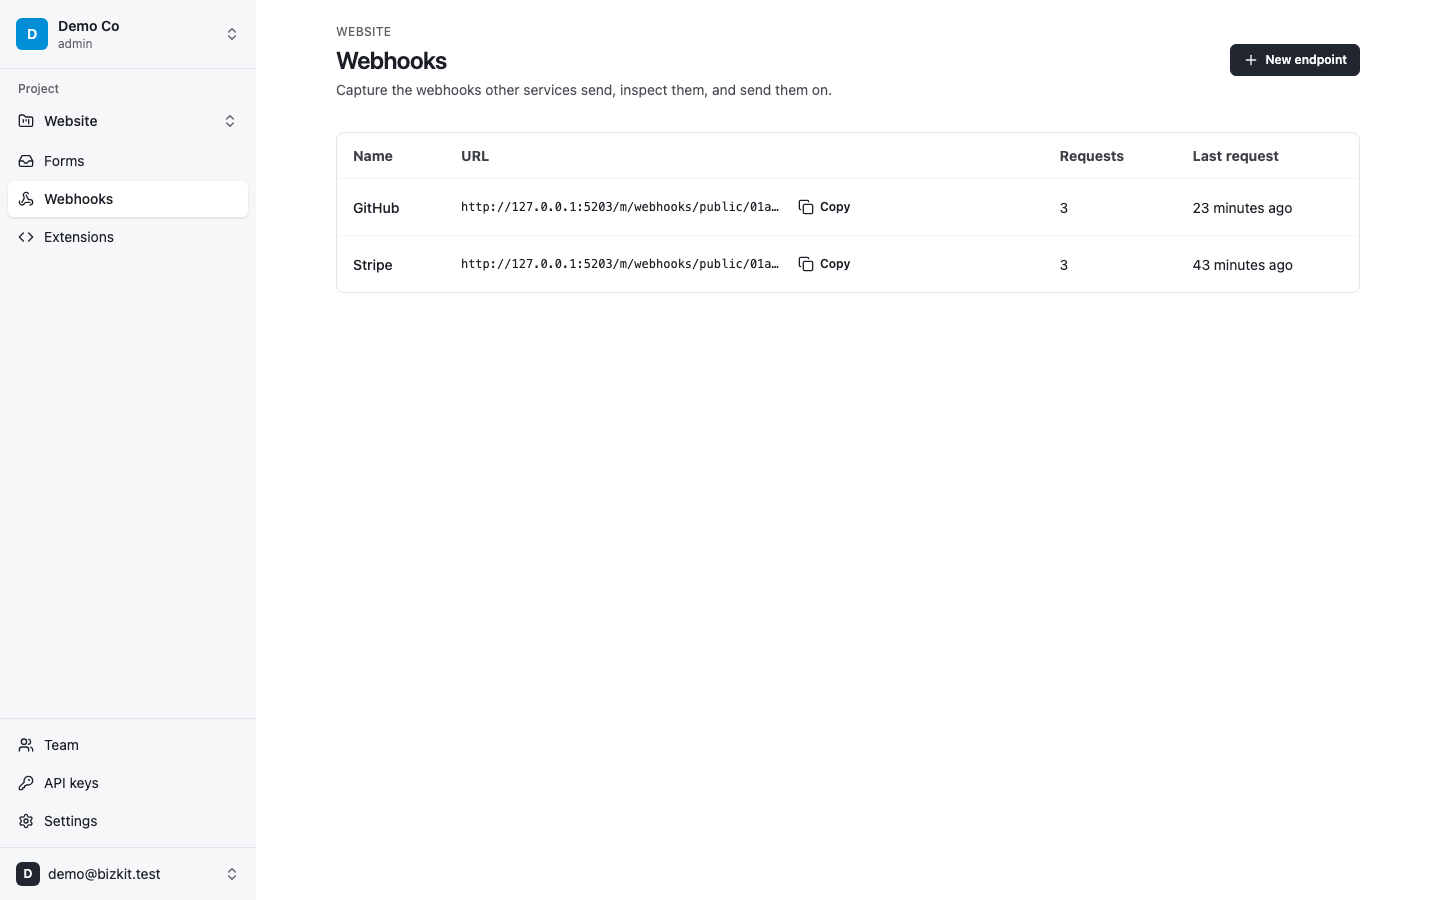 D
Demo Co
admin
Project
Website
Forms
Webhooks
Extensions
Team
API keys
Settings
D
demo@bizkit.test
WEBSITE
Webhooks
Capture the webhooks other services send, inspect them, and send them on.
New endpoint
Name URL Requests Last request
GitHub http://127.0.0.1:5203/m/webhooks/public/01a… Copy 3 23 minutes ago
Stripe http://127.0.0.1:5203/m/webhooks/public/01a… Copy 3 43 minutes ago